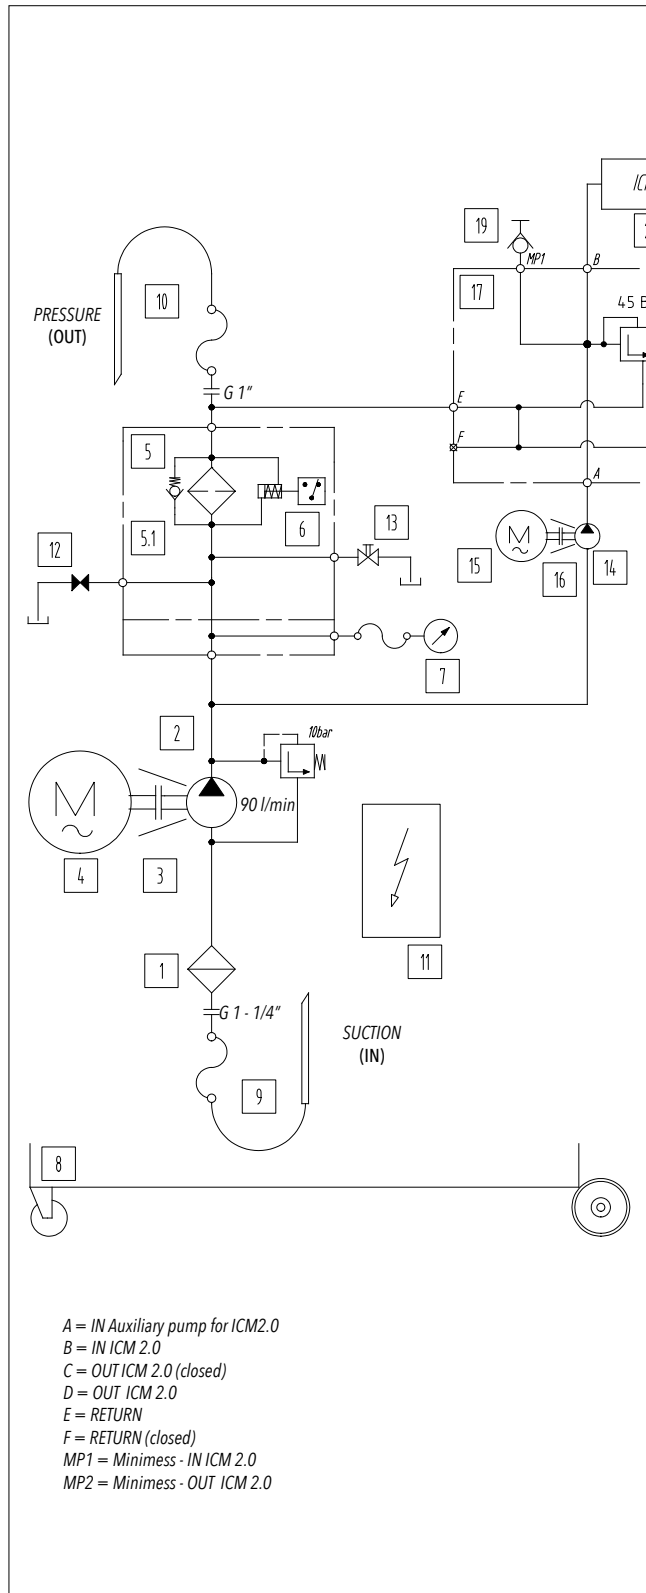 19
MP1
B
17
10
45
PRESSURE
(OUT)
G 1"
E
5
F
A
6
5.1
13
12
M
15
16
14
7
2
10bar
M
90 l/min
4
3
1
11
G 1 - 1/4"
SUCTION
(IN)
9
8
A = IN Auxiliary pump for ICM2.0
B = IN ICM 2.0
C = OUT ICM 2.0 (closed)
D = OUT ICM 2.0
E = RETURN
F = RETURN (closed)
MP1 = Minimess - IN ICM 2.0
MP2 = Minimess - OUT ICM 2.0